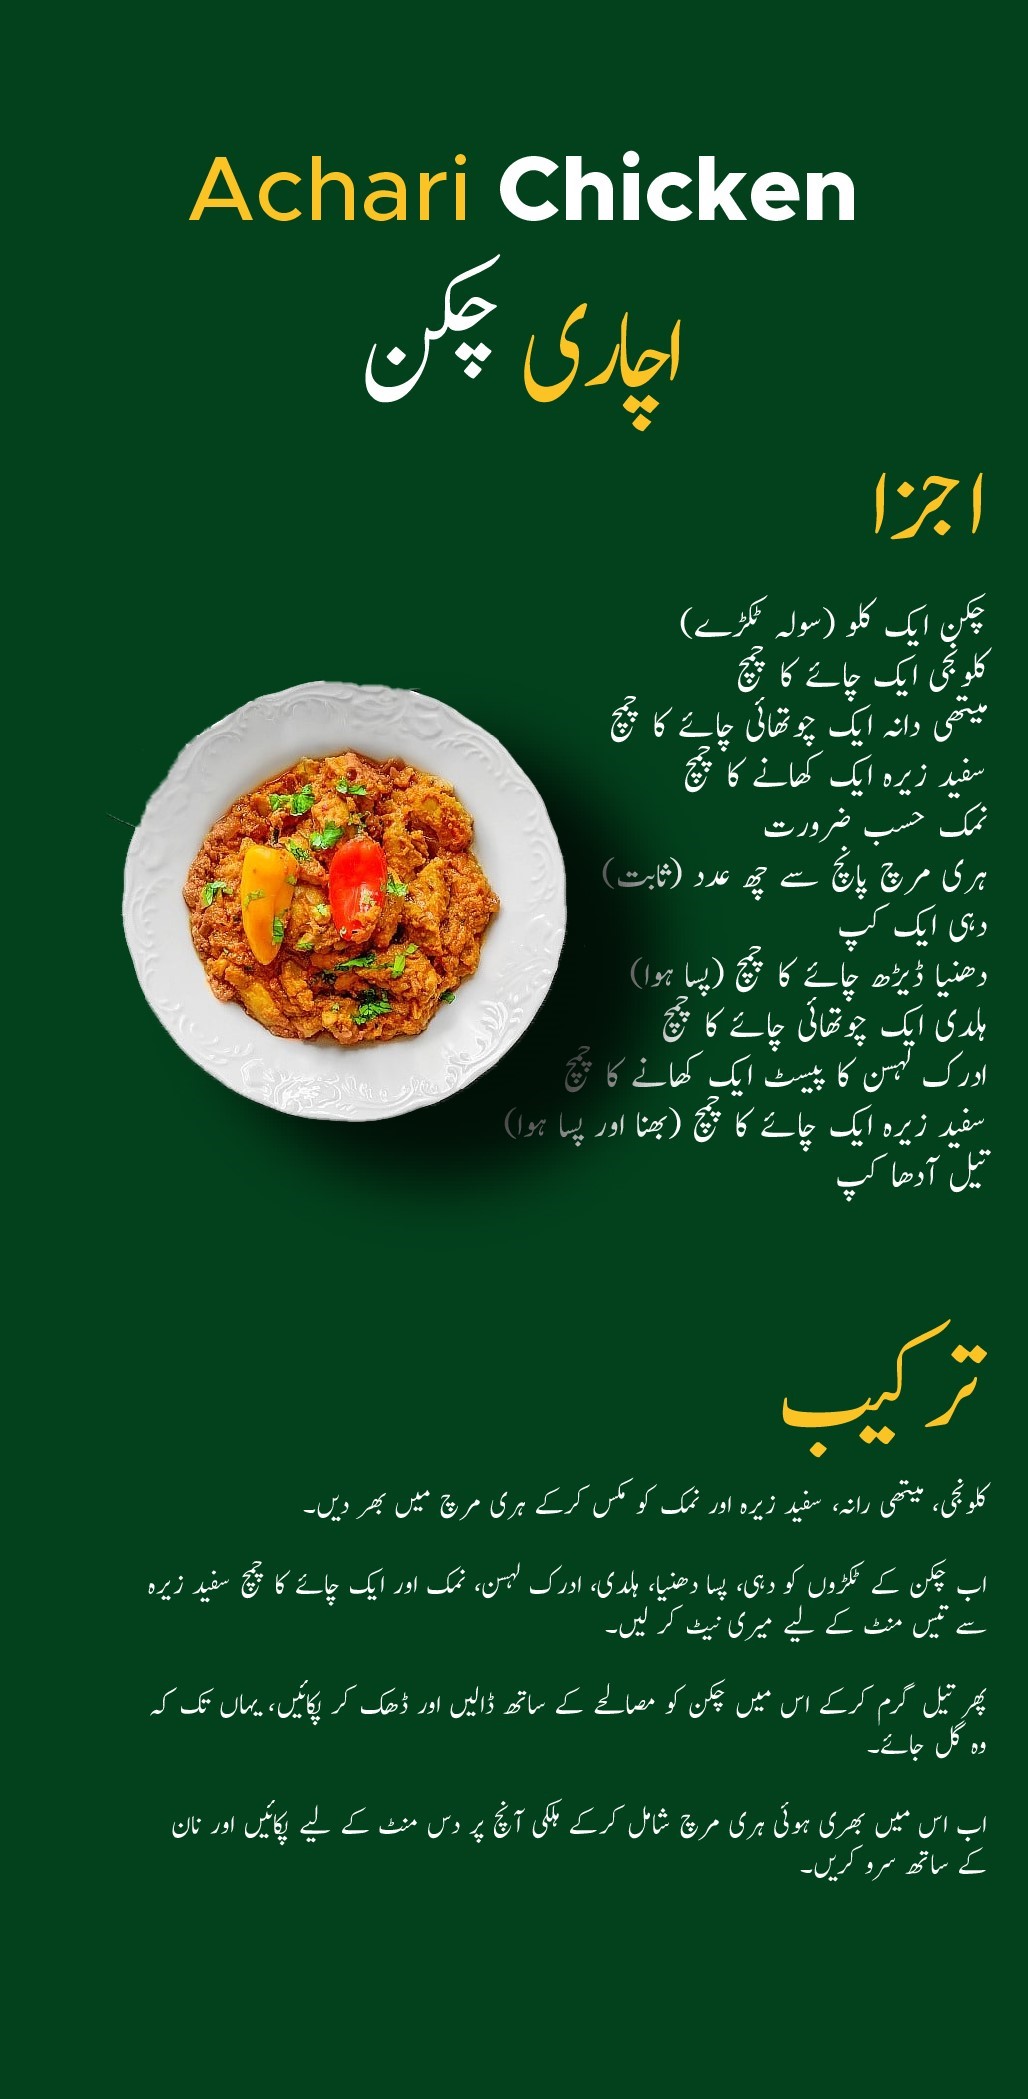 Achari Chicken
اچاری چکن
اجزا
چکن ایک کلو (سولہ ٹکڑے)
کلونجی ایک چائے کا چمچ
میتھی دانہ ایک چوتھائی چائے کا چمچ
سفید زیرہ ایک کھانے کا چمچ
نمک حسب ضرورت
ہری مرچ پانچ سے چھ عدد (ثابت)
دہی ایک کپ
دھنیا ڈیڑھ چائے کا چمچ (پسا ہوا)
ہلدی ایک چوتھائی چائے کا چمچ
ادرک لہسن کا پیسٹ ایک کھانے کا چمچ
سفید زیرہ ایک چائے کا چمچ (بھنا اور پسا ہوا)
تیل آدھا کپ
ترکیب
کلونجی، میتھی رانہ، سفید زیرہ اور نمک کو مکس کرکے ہری مرچ میں بھر دیں۔
اب چکن کے ٹکڑوں کو دہی، پسا دھنیا، ہلدی، ادرک لہسن، نمک اور ایک چائے کا چمچ سفید زیرہ
سے تیس منٹ کے لیے میری نیٹ کر لیں۔
پھر تیل گرم کرکے اس میں چکن کو مصالحے کے ساتھ ڈالیں اور ڈھک کر پکائیں، یہاں تک کہ
وہ گل جائے۔
اب اس میں بھری ہوئی ہری مرچ شامل کرکے ہلکی آنچ پر دس منٹ کے لیے پکائیں اور نان
کے ساتھ سرو کریں۔